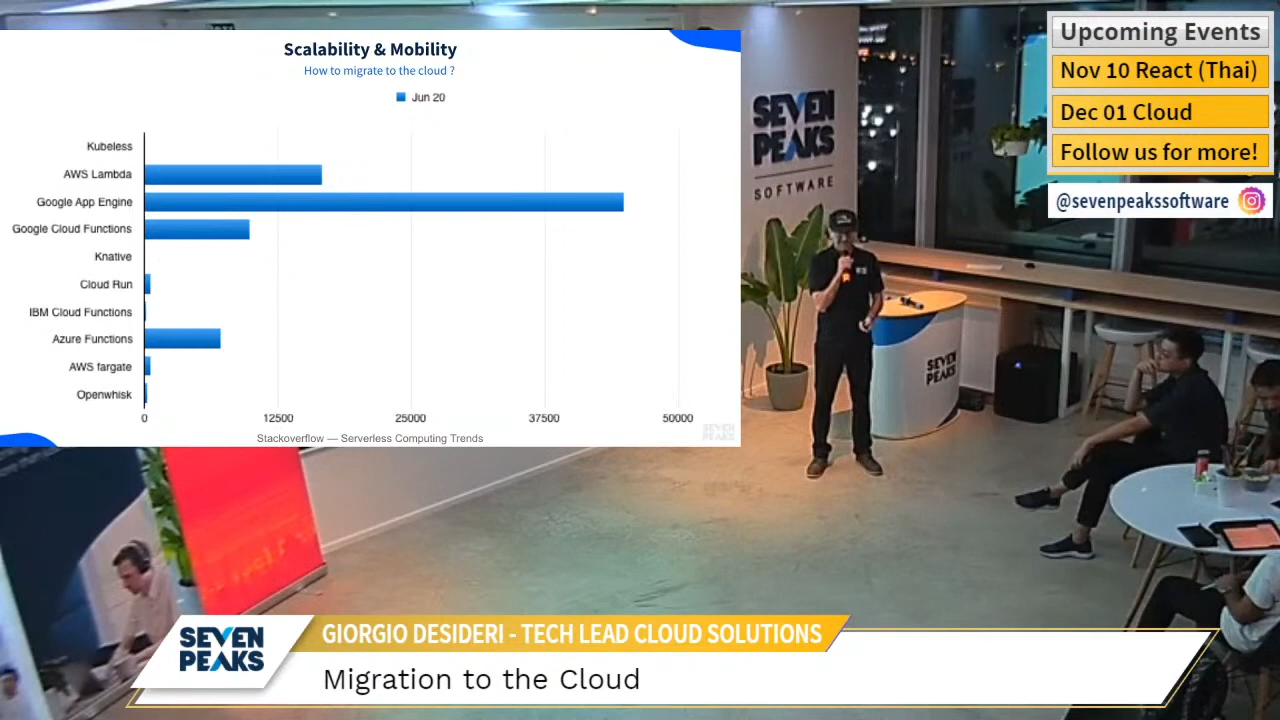 Scalability & Mobility
How to migrate to the cloud ?
Jun 20
Kubeless
AWS Lambda
Google App Engine
Google Cloud Functions
Knative
Cloud Run
IBM Cloud Functions
Azure Functions
AWS fargate
Openwhisk
0 12500 25000 37500 50000
Stackoverflow — Serverless Computing Trends
SEVEN
PEAKS
SEVEN
PEAKS
SOFTWARE
Upcoming Events
Nov 10 React (Thai)
Dec 01 Cloud
Follow us for more!
@sevenpeakssoftware
SEVEN
PEAKS
SEVEN
PEAKS
GIORGIO DESIDERI - TECH LEAD CLOUD SOLUTIONS
Migration to the Cloud